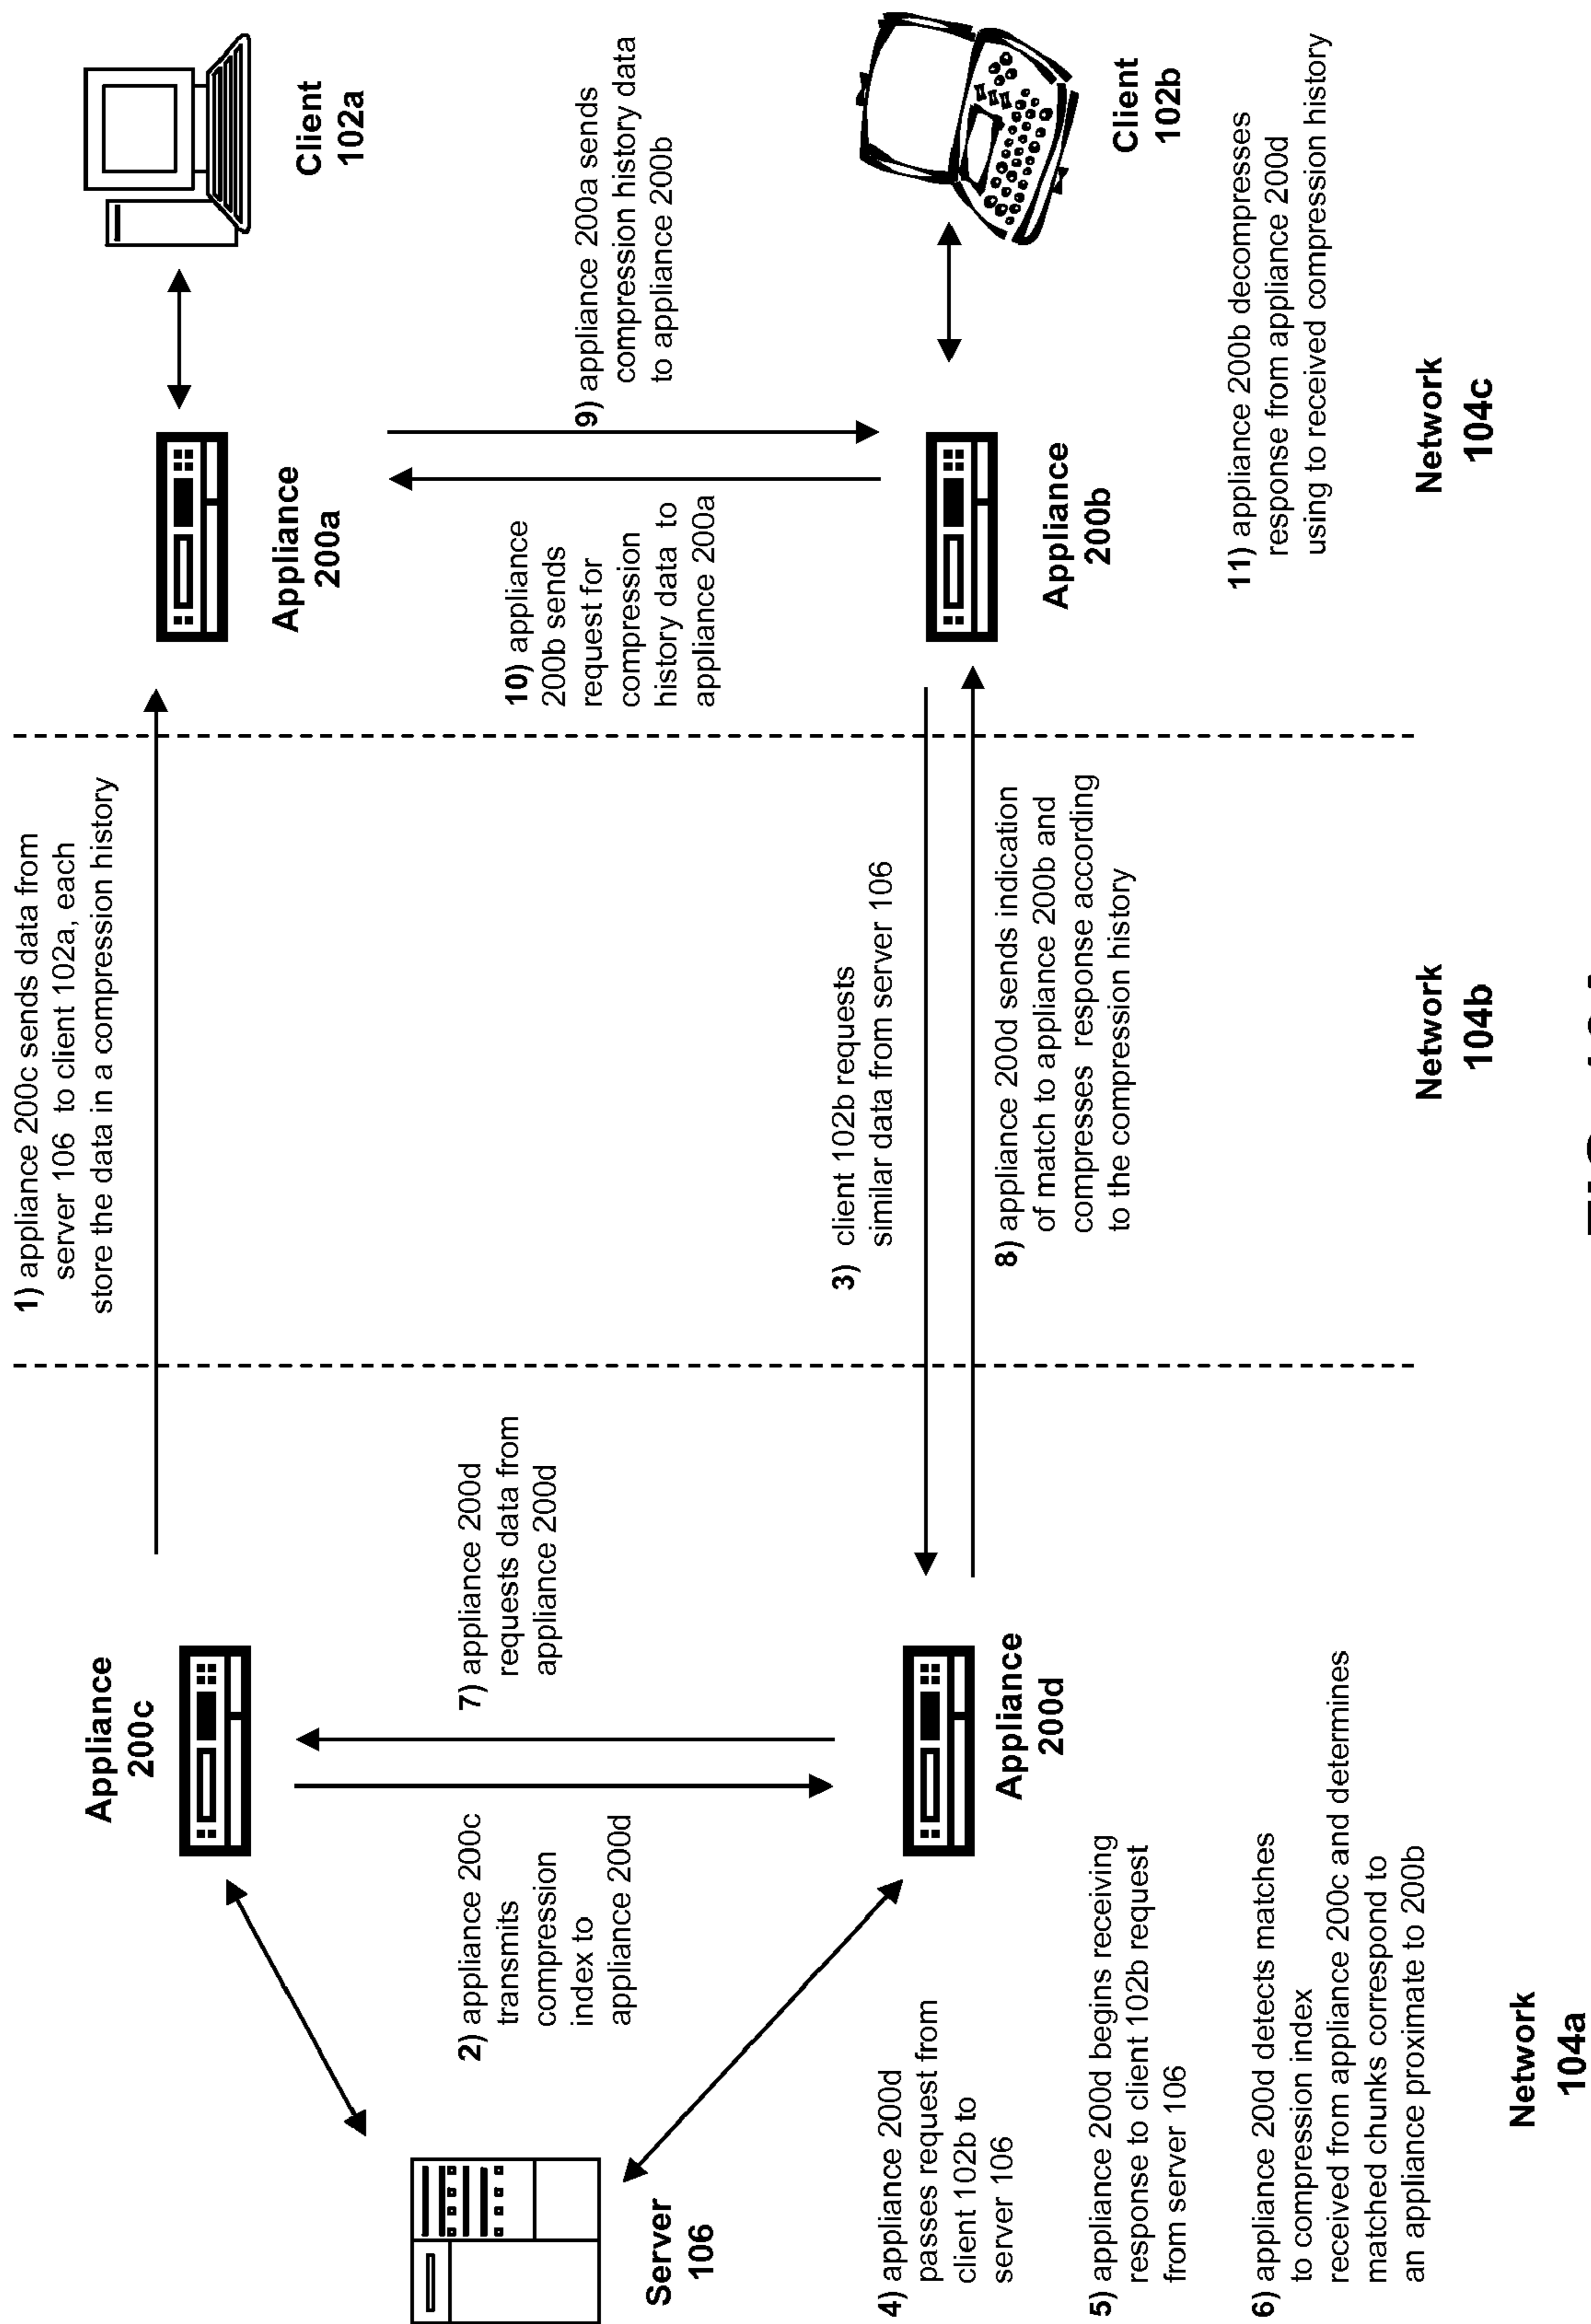 1) appliance 200c sends data from
server 106 to client 102a, each
store the data in a compression history
Appliance
200c
Appliance
200a
Client
102a
2) appliance 200c
transmits
compression
index to
appliance 200d
7) appliance 200d
requests data from
appliance 200d
10) appliance
200b sends
request for
compression
history data to
appliance 200a
9) appliance 200a sends
compression history data
to appliance 200b
Server
106
3) client 102b requests
similar data from server 106
4) appliance 200d
passes request from
client 102b to
server 106
Appliance
200d
8) appliance 200d sends indication
of match to appliance 200b and
compresses response according
to the compression history
Appliance
200b
Client
102b
5) appliance 200d begins receiving
response to client 102b request
from server 106
6) appliance 200d detects matches
to compression index
received from appliance 200c and determines
matched chunks correspond to
an appliance proximate to 200b
11) appliance 200b decompresses
response from appliance 200d
using to received compression history
Network
104a
Network
104b
Network
104c